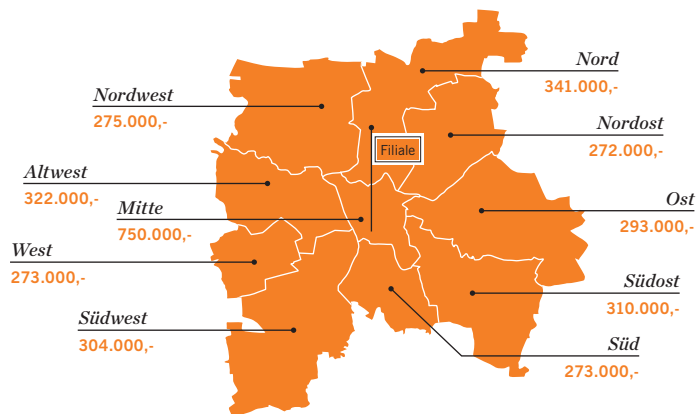 Nord
341.000,-
Nordwest
275.000,-
Nordost
272.000,-
Filiale
Altwest
322.000,-
Ost
293.000,-
Mitte
750.000,-
West
273.000,-
Südost
310.000,-
Südwest
304.000,-
Süd
273.000,-